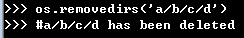 >>> os.removedirs('a/b/c/d')
>>> #a/b/c/d has been deleted